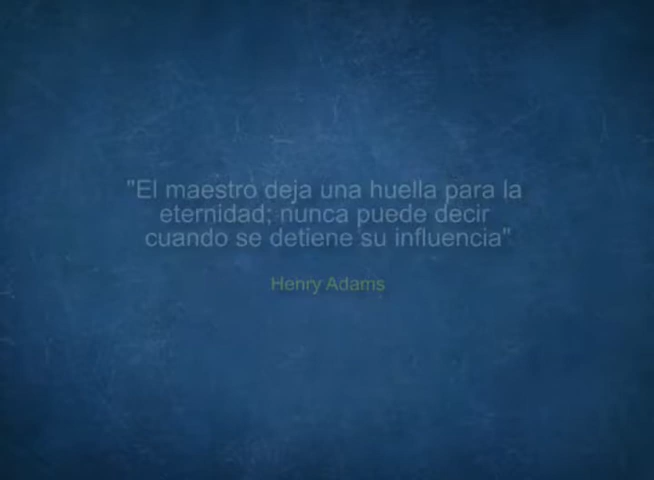 "El maestro deja una huella para la
eternidad; nunca puede decir
cuando se detiene su influencia"
Henry Adams